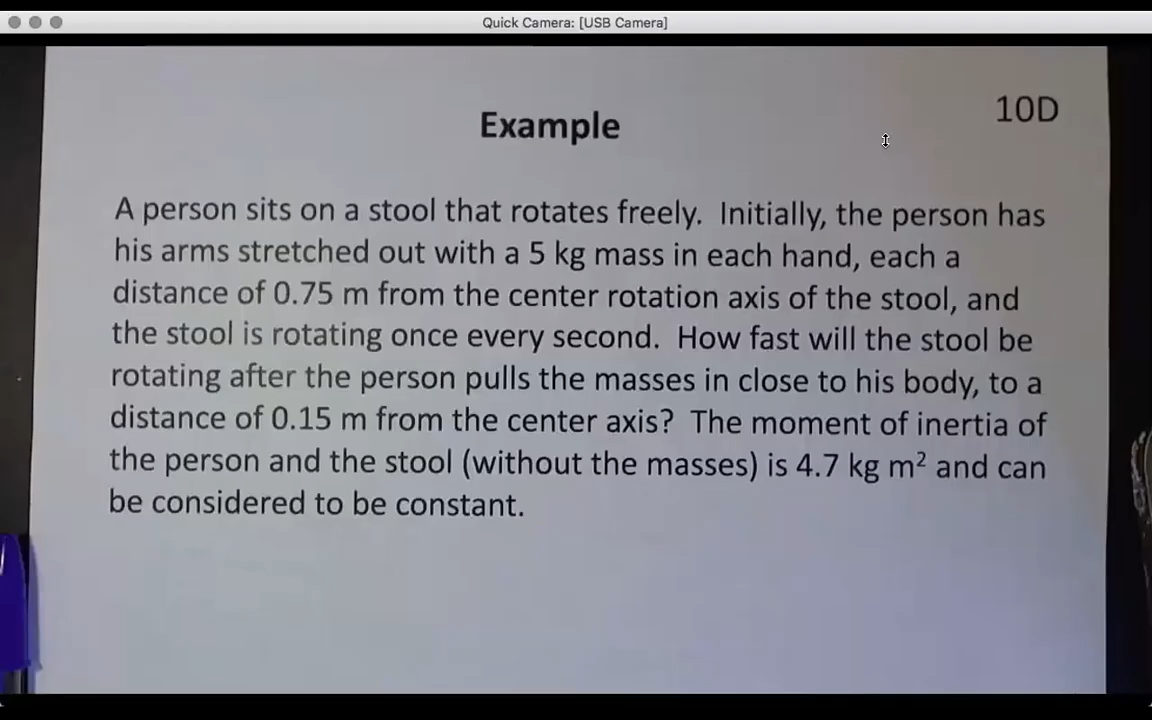 Quick Camera: [USB Camera]
10D
Example
A person sits on a stool that rotates freely.  Initially, the person has
his arms stretched out with a 5 kg mass in each hand, each a
distance of 0.75 m from the center rotation axis of the stool, and
the stool is rotating once every second.  How fast will the stool be
rotating after the person pulls the masses in close to his body, to a
distance of 0.15 m from the center axis?  The moment of inertia of
the person and the stool (without the masses) is 4.7 kg m² and can
be considered to be constant.